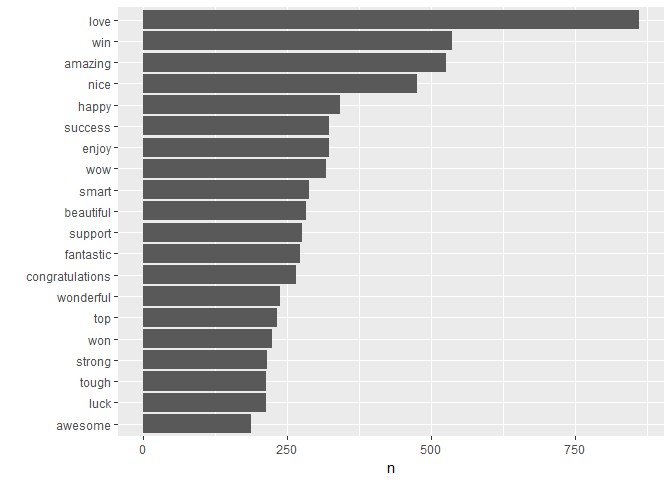 love
win
amazing
nice
happy
success
enjoy
wow
smart
beautiful
support
fantastic
congratulations
wonderful
top
won
strong
tough
luck
awesome
0 250 500 750
n